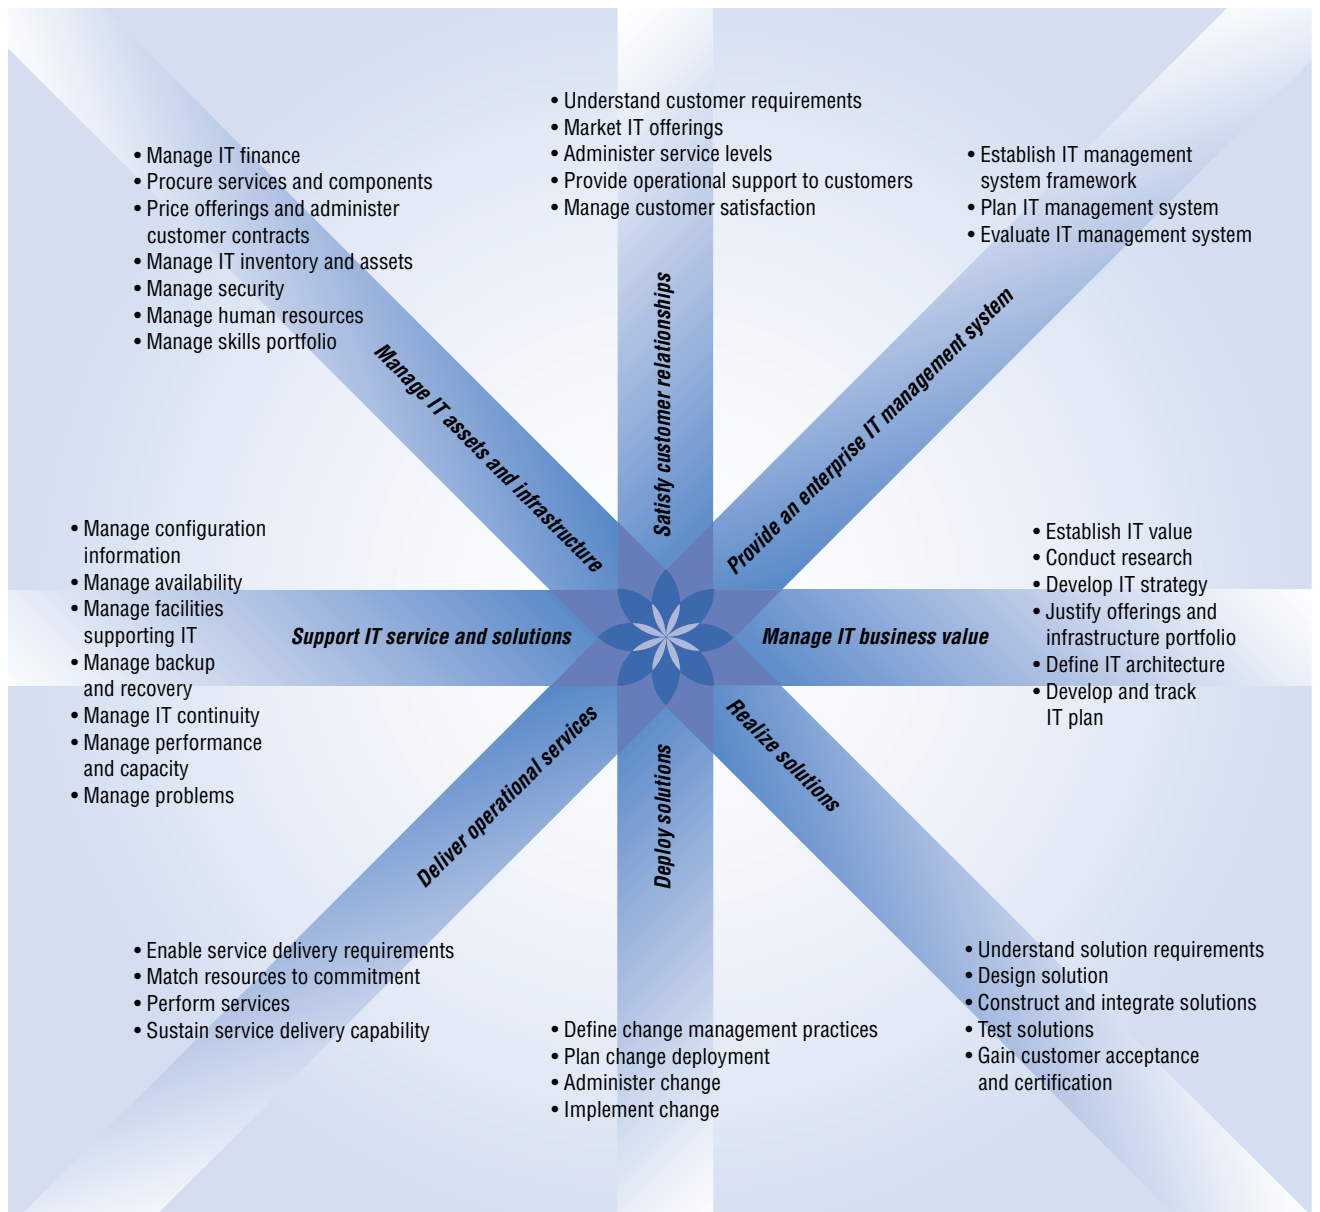 • Understand customer requirements
• Market IT offerings
• Administer service levels
• Provide operational support to customers
• Manage customer satisfaction
• Manage IT finance
• Procure services and components
• Price offerings and administer
customer contracts
• Manage IT inventory and assets
• Manage security
• Manage human resources
• Manage skills portfolio
• Establish IT management
system framework
• Plan IT management system
• Evaluate IT management system
Manage IT assets and infrastructure
Satisfy customer relationships
Provide an enterprise IT management system
• Manage configuration
information
• Manage availability
• Manage facilities
supporting IT
• Manage backup
and recovery
• Manage IT continuity
• Manage performance
and capacity
• Manage problems
Support IT service and solutions
Manage IT business value
• Establish IT value
• Conduct research
• Develop IT strategy
• Justify offerings and
infrastructure portfolio
• Define IT architecture
• Develop and track
IT plan
Deliver operational services
Deploy solutions
Realize solutions
• Enable service delivery requirements
• Match resources to commitment
• Perform services
• Sustain service delivery capability
• Define change management practices
• Plan change deployment
• Administer change
• Implement change
• Understand solution requirements
• Design solution
• Construct and integrate solutions
• Test solutions
• Gain customer acceptance
and certification